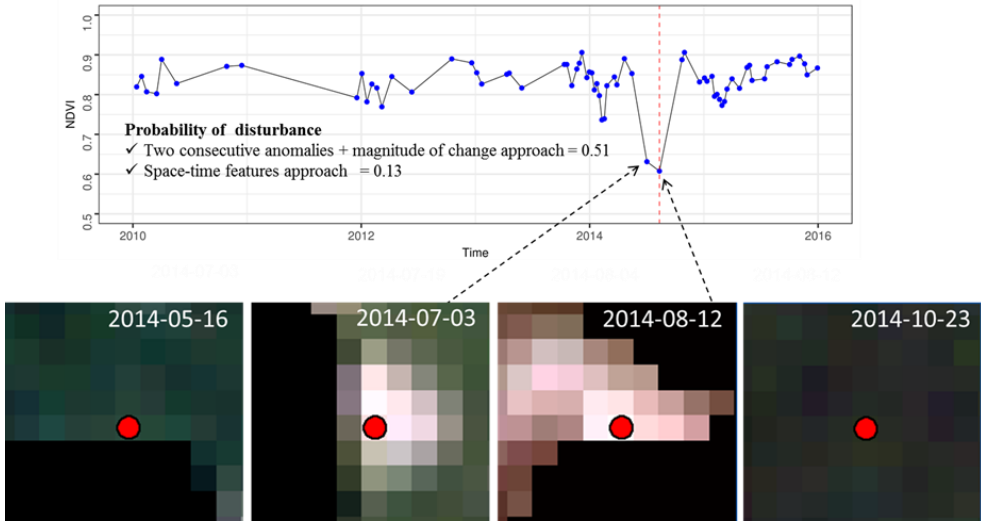 1.0
0.9
0.8
0.7
0.6
0.5
NDVI
Probability of disturbance
✓ Two consecutive anomalies + magnitude of change approach = 0.51
✓ Space-time features approach = 0.13
2010
2012
2014
2016
Time
2014-05-16
2014-07-03
2014-08-12
2014-10-23